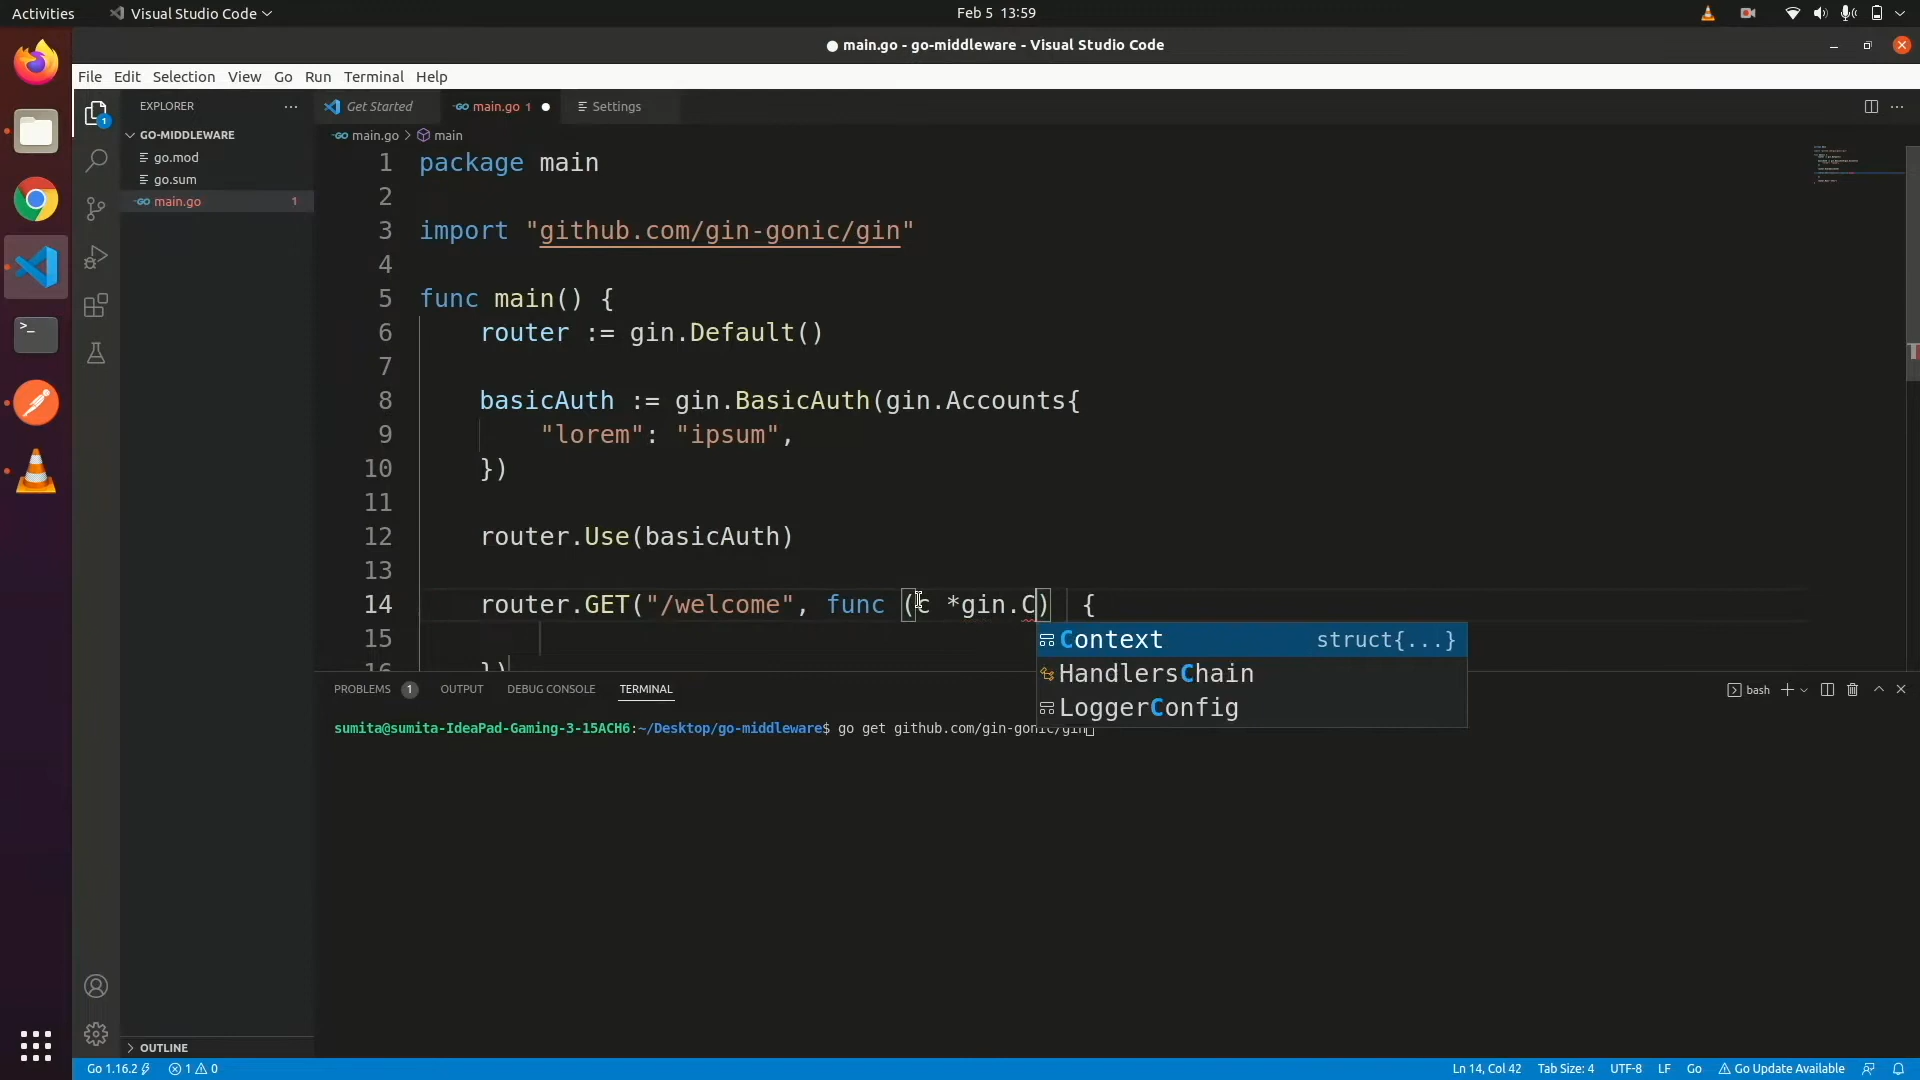 Activities
Visual Studio Code
Feb 5 13:59
● main.go - go-middleware - Visual Studio Code
File Edit Selection View Go Run Terminal Help
EXPLORER
GO-MIDDLEWARE
go.mod
go.sum
main.go 1
Get Started
main.go 1
Settings
main.go > main
1 package main
2
3 import "github.com/gin-gonic/gin"
4
5 func main() {
6 router := gin.Default()
7
8 basicAuth := gin.BasicAuth(gin.Accounts{
9 "lorem": "ipsum",
10 })
11
12 router.Use(basicAuth)
13
14 router.GET("/welcome", func (c *gin.C) {
15
16 })
Context struct{...}
HandlersChain
LoggerConfig
PROBLEMS 1 OUTPUT DEBUG CONSOLE TERMINAL
bash
sumita@sumita-IdeaPad-Gaming-3-15ACH6:~/Desktop/go-middleware$ go get github.com/gin-gonic/gin
OUTLINE
Go 1.16.2 1 0
Ln 14, Col 42 Tab Size: 4 UTF-8 LF Go Go Update Available